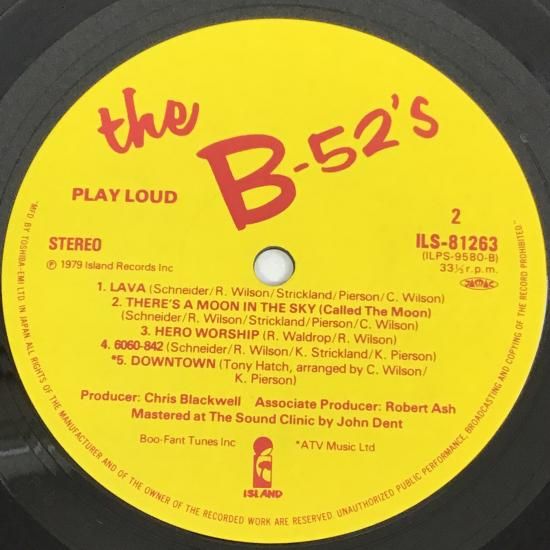 the
B-52's
PLAY LOUD
2
STEREO
ILS-81263
(ILPS-9580-B)
℗ 1979 Island Records Inc
33⅓ r.p.m.
1. LAVA (Schneider/R. Wilson/Strickland/Pierson/C. Wilson)
2. THERE'S A MOON IN THE SKY (Called The Moon)
(Schneider/R. Wilson/Strickland/Pierson/C. Wilson)
3. HERO WORSHIP (R. Waldrop/R. Wilson)
4. 6060-842 (Schneider/R. Wilson/K. Strickland/K. Pierson)
*5. DOWNTOWN (Tony Hatch, arranged by C. Wilson/
K. Pierson)
Producer: Chris Blackwell Associate Producer: Robert Ash
Mastered at The Sound Clinic by John Dent
Boo-Fant Tunes Inc *ATV Music Ltd
ISLAND
"M'F'D BY TOSHIBA-EMI LTD IN JAPAN ALL RIGHTS OF THE MANUFACTURER AND OF THE OWNER OF THE RECORDED WORK ARE RESERVED. UNAUTHORIZED PUBLIC PERFORMANCE, BROADCASTING AND COPYING OF THE RECORD PROHIBITED"